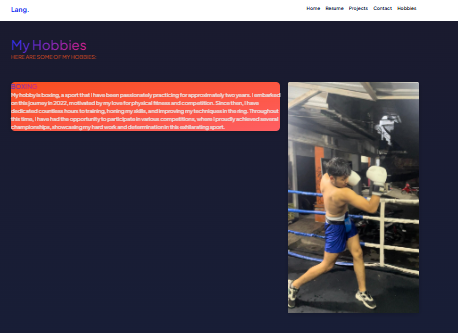 Lang.
Home Resume Projects Contact Hobbies
My Hobbies
HERE ARE SOME OF MY HOBBIES:
BOXING
My hobby is boxing, a sport that I have been passionately practicing for approximately two years. I embarked
on this journey in 2022, motivated by my love for physical fitness and competition. Since then, I have
dedicated countless hours to training, honing my skills, and improving my techniques in the ring. Throughout
this time, I have had the opportunity to participate in various competitions, where I proudly achieved several
championships, showcasing my hard work and determination in this exhilarating sport.